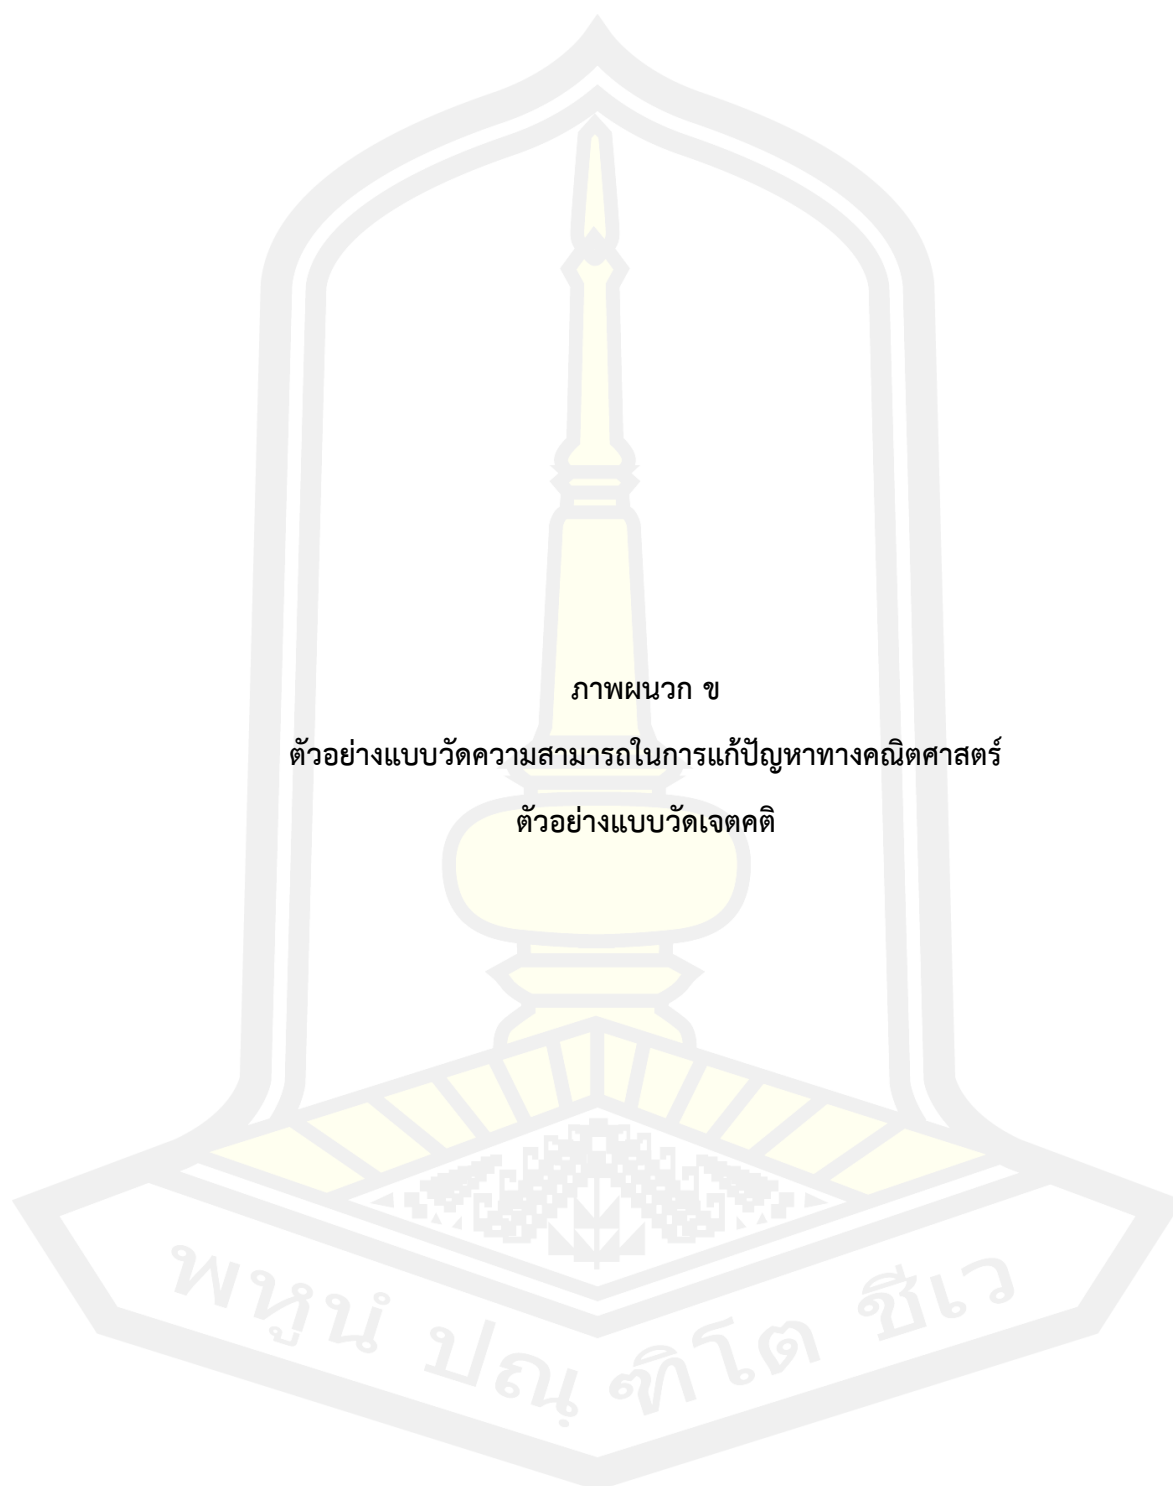 ภาพผนวก ข
ตัวอย่างแบบวัดความสามารถในการแก้ปัญหาทางคณิตศาสตร์
ตัวอย่างแบบวัดเจตคติ
พหูนํ ปณฺ ฑิโต ชีเว